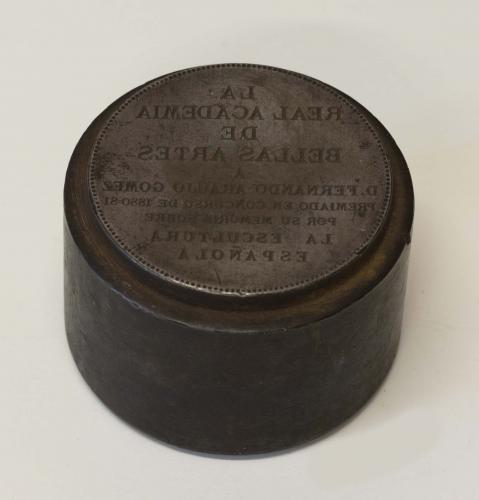 LA
REAL ACADEMIA
DE
BELLAS ARTES
A
D. FERNANDO ARAUJO GOMEZ
PREMIADO EN CONCURSO DE 1880-81
POR SU MEMORIA SOBRE
LA ESCULTURA
ESPAÑOLA